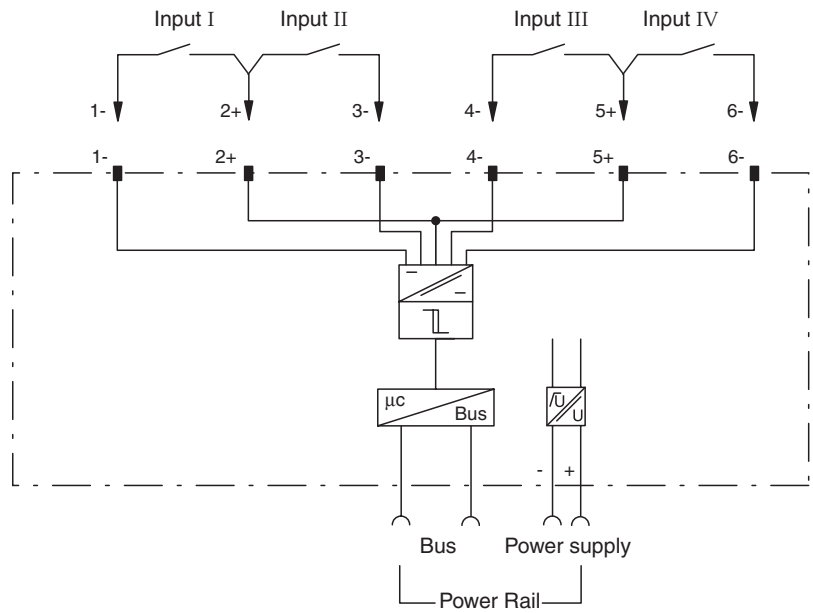 Input I Input II Input III Input IV
1- 2+ 3- 4- 5+ 6-
1- 2+ 3- 4- 5+ 6-
µc
Bus
U
U
- +
Bus Power supply
Power Rail